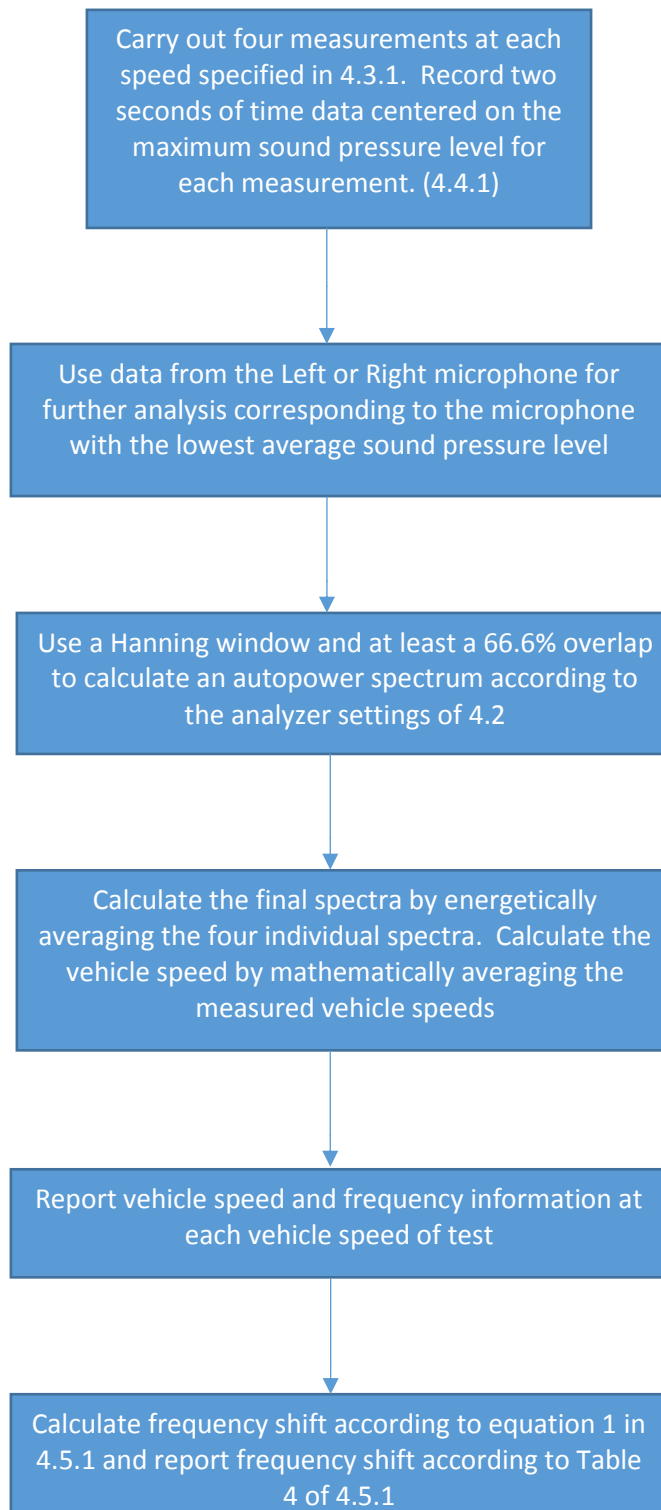 Carry out four measurements at each
speed specified in 4.3.1.  Record two
seconds of time data centered on the
maximum sound pressure level for
each measurement. (4.4.1)
Use data from the Left or Right microphone for
further analysis corresponding to the microphone
with the lowest average sound pressure level
Use a Hanning window and at least a 66.6% overlap
to calculate an autopower spectrum according to
the analyzer settings of 4.2
Calculate the final spectra by energetically
averaging the four individual spectra.  Calculate the
vehicle speed by mathematically averaging the
measured vehicle speeds
Report vehicle speed and frequency information at
each vehicle speed of test
Calculate frequency shift according to equation 1 in
4.5.1 and report frequency shift according to Table
4 of 4.5.1